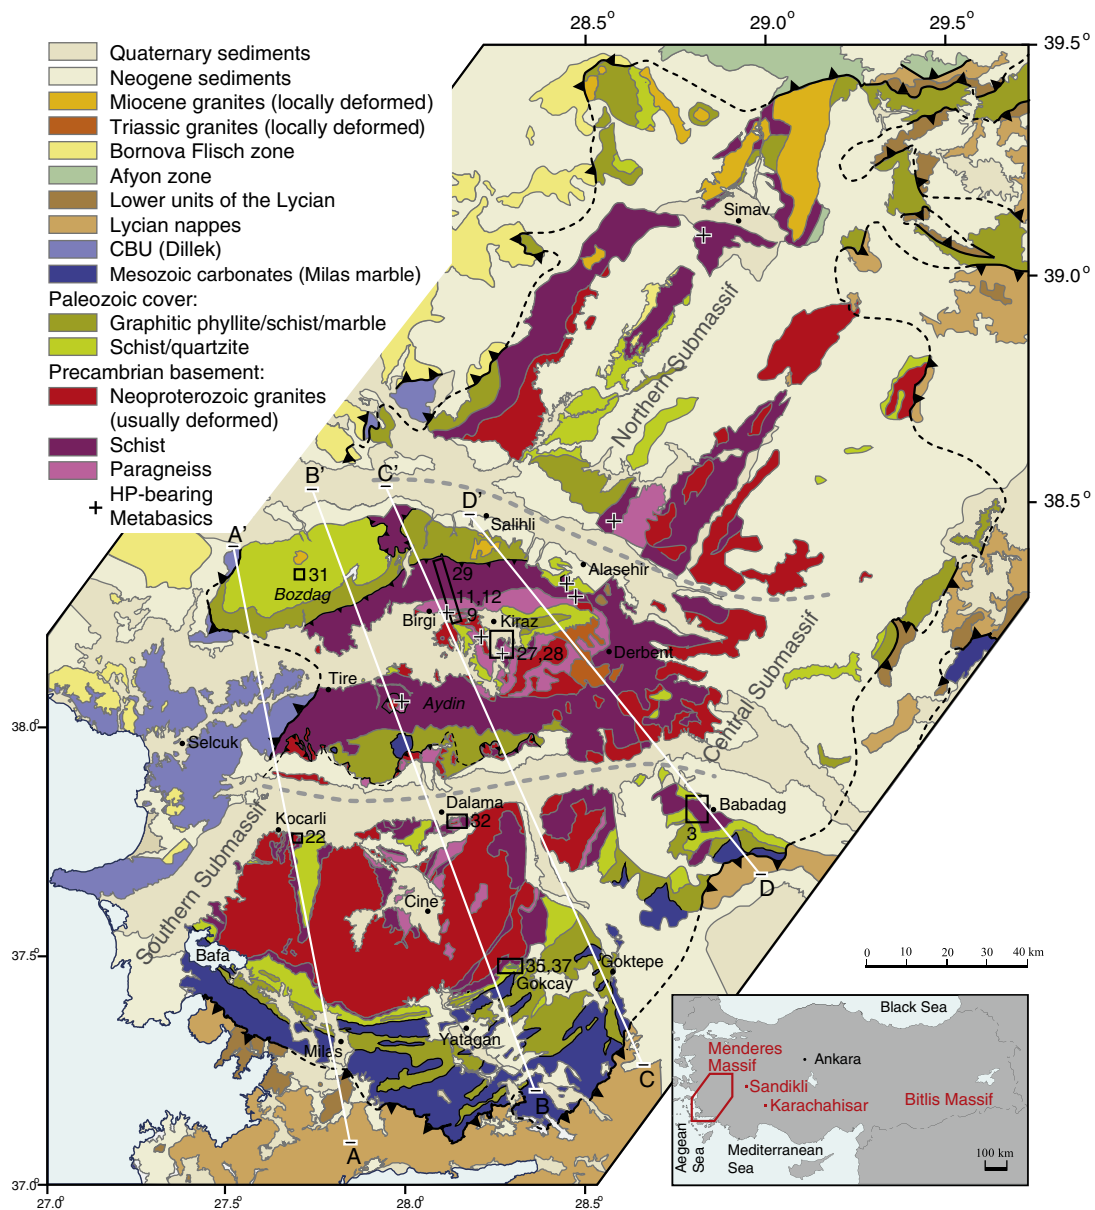 28.5°
29.0°
29.5°
39.5°
Quaternary sediments
Neogene sediments
Miocene granites (locally deformed)
Triassic granites (locally deformed)
Bornova Flisch zone
Afyon zone
Lower units of the Lycian
Lycian nappes
CBU (Dillek)
Mesozoic carbonates (Milas marble)
Paleozoic cover:
Graphitic phyllite/schist/marble
Schist/quartzite
Precambrian basement:
Neoproterozoic granites
(usually deformed)
Schist
Paragneiss
+ HP-bearing
Metabasics
Simav
39.0°
Northern Submassif
B'
C'
D'
A'
Salihli
38.5°
31
Bozdag
29
11,12
9
Alasehir
Birgi
Kiraz
27,28
Derbent
Tire
Aydin
Central Submassif
38.0°
Selcuk
Dalama
32
Kocarli
22
Babadag
3
D
Southern Submassif
Cine
Bafa
35,37
Gokcay
Goktepe
37.5°
Milas
Yatagan
C
B
A
0 10 20 30 40 km
Black Sea
Menderes
Massif
Ankara
Sandikli
Karachahisar
Bitlis Massif
Aegean
Sea
Mediterranean
Sea
100 km
37.0°
27.0°
27.5°
28.0°
28.5°